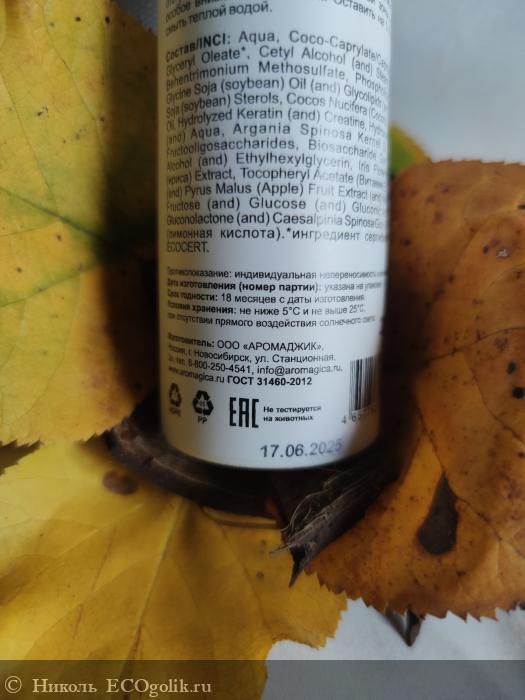 особое
Оставить на
смыть теплой водой.
Состав/INCI: Aqua, Coco-Caprylate/
Glyceryl Oleate*, Cetyl Alcohol (and)
Behentrimonium Methosulfate,
Glycine Soja (soybean) Oil (and) Glycolipids
Soja (soybean) Sterols, Cocos Nucifera
Oil, Hydrolyzed Keratin (and) Creatine,
(and) Aqua, Argania Spinosa Kernel
Fructooligosaccharides, Biosaccharide
Alcohol (and) Ethylhexylglycerin, Iris
(ириса) Extract, Tocopheryl Acetate
(and) Pyrus Malus (Apple) Fruit Extract (and)
Fructose (and) Glucose (and)
Gluconolactone (and) Caesalpinia Spinosa
(лимонная кислота).*ингредиент
ECOCERT.
Противопоказание: индивидуальная непереносимость
Дата изготовления (номер партии): указана на упаковке
Срок годности: 18 месяцев с даты изготовления.
Условия хранения: не ниже 5°С и не выше 25°С,
при отсутствии прямого воздействия солнечного света.
Изготовитель: ООО «АРОМАДЖИК»,
Россия, г. Новосибирск, ул. Станционная,
8-800-250-4541, info@aromagica.ru,
www.aromagica.ru ГОСТ 31460-2012
HDPE
PP
EAC
Не тестируется
на животных
17.06.2025
© Николь ECOgolik.ru